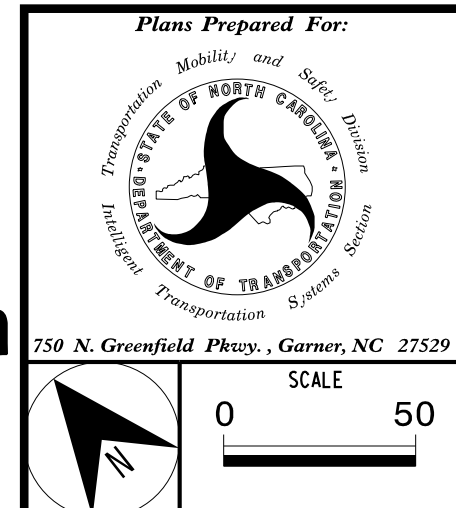 Plans Prepared For:
Transportation Mobility and Safety Division
STATE OF NORTH CAROLINA
DEPARTMENT OF TRANSPORTATION
Intelligent Transportation Systems Section
750 N. Greenfield Pkwy. , Garner, NC 27529
SCALE
0 50
N